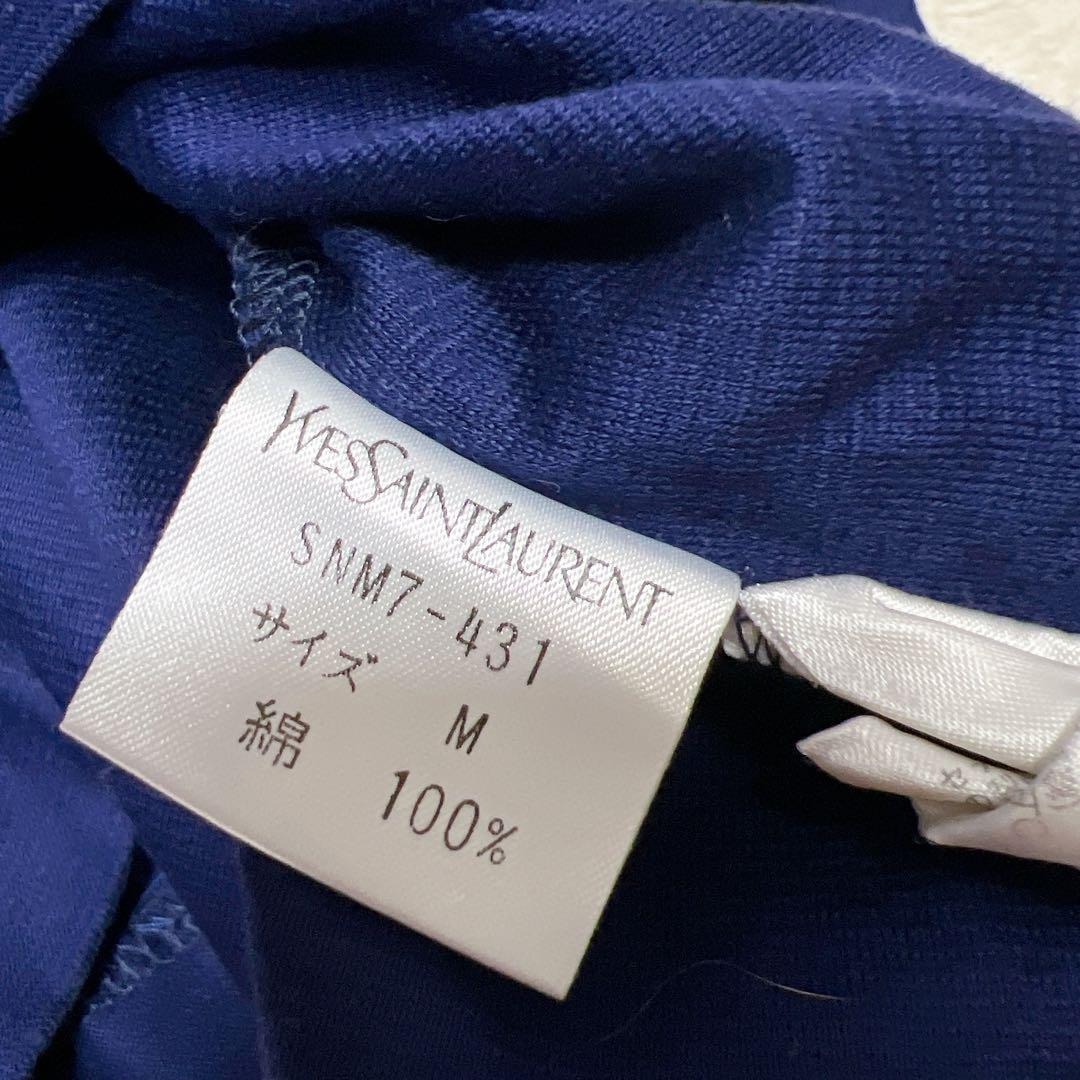 YVESSAINTLAURENT
SNM7-431
サイズ M
綿 100%